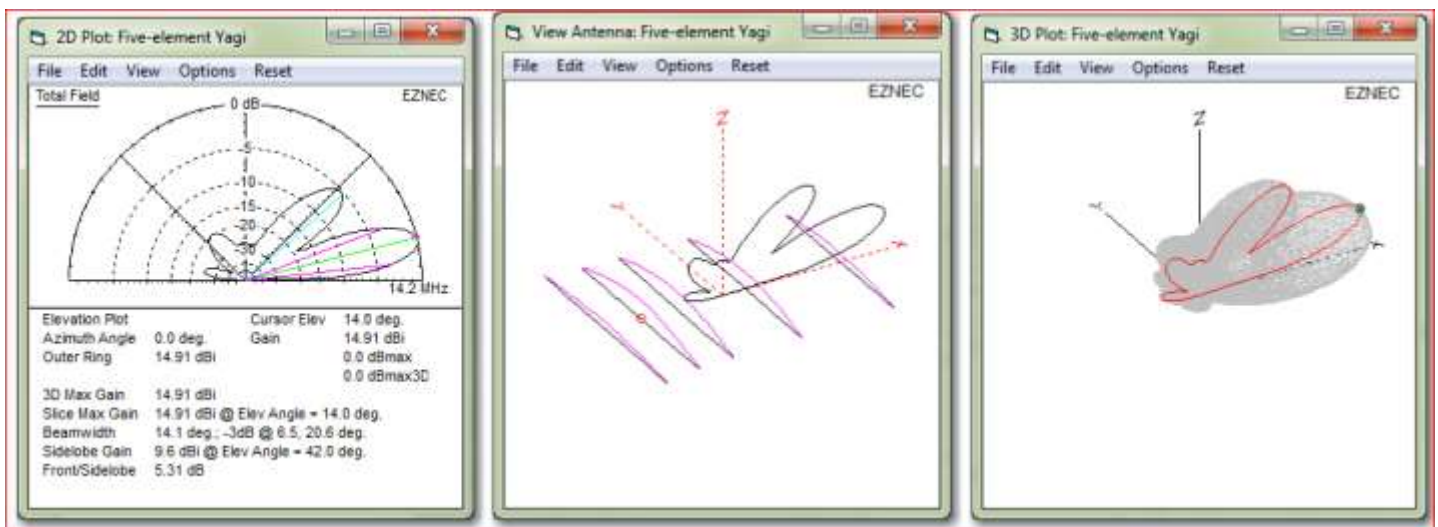 2D Plot: Five-element Yagi
File Edit View Options Reset
Total Field
EZNEC
0 dB
-5
-10
-15
-20
-30
14.2 MHz
Elevation Plot
Azimuth Angle 0.0 deg.
Outer Ring 14.91 dBi
Cursor Elev 14.0 deg.
Gain 14.91 dBi
0.0 dBmax
0.0 dBmax3D
3D Max Gain 14.91 dBi
Slice Max Gain 14.91 dBi @ Elev Angle = 14.0 deg.
Beamwidth 14.1 deg.; -3dB @ 6.5, 20.6 deg.
Sidelobe Gain 9.6 dBi @ Elev Angle = 42.0 deg.
Front/Sidelobe 5.31 dB
View Antenna: Five-element Yagi
File Edit View Options Reset
EZNEC
Z
Y
X
3D Plot: Five-element Yagi
File Edit View Options Reset
EZNEC
Z
Y
X